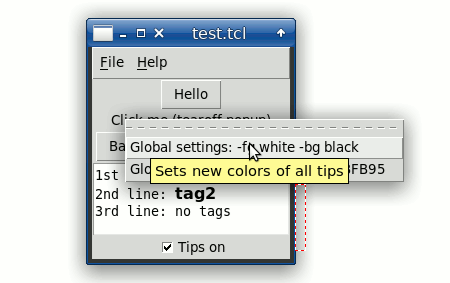 test.tcl
File Help
Hello
Click me (tearoff popup)
Ba
Global settings: -fg white -bg black
Glo FB95
Sets new colors of all tips
1st
2nd line: tag2
3rd line: no tags
Tips on